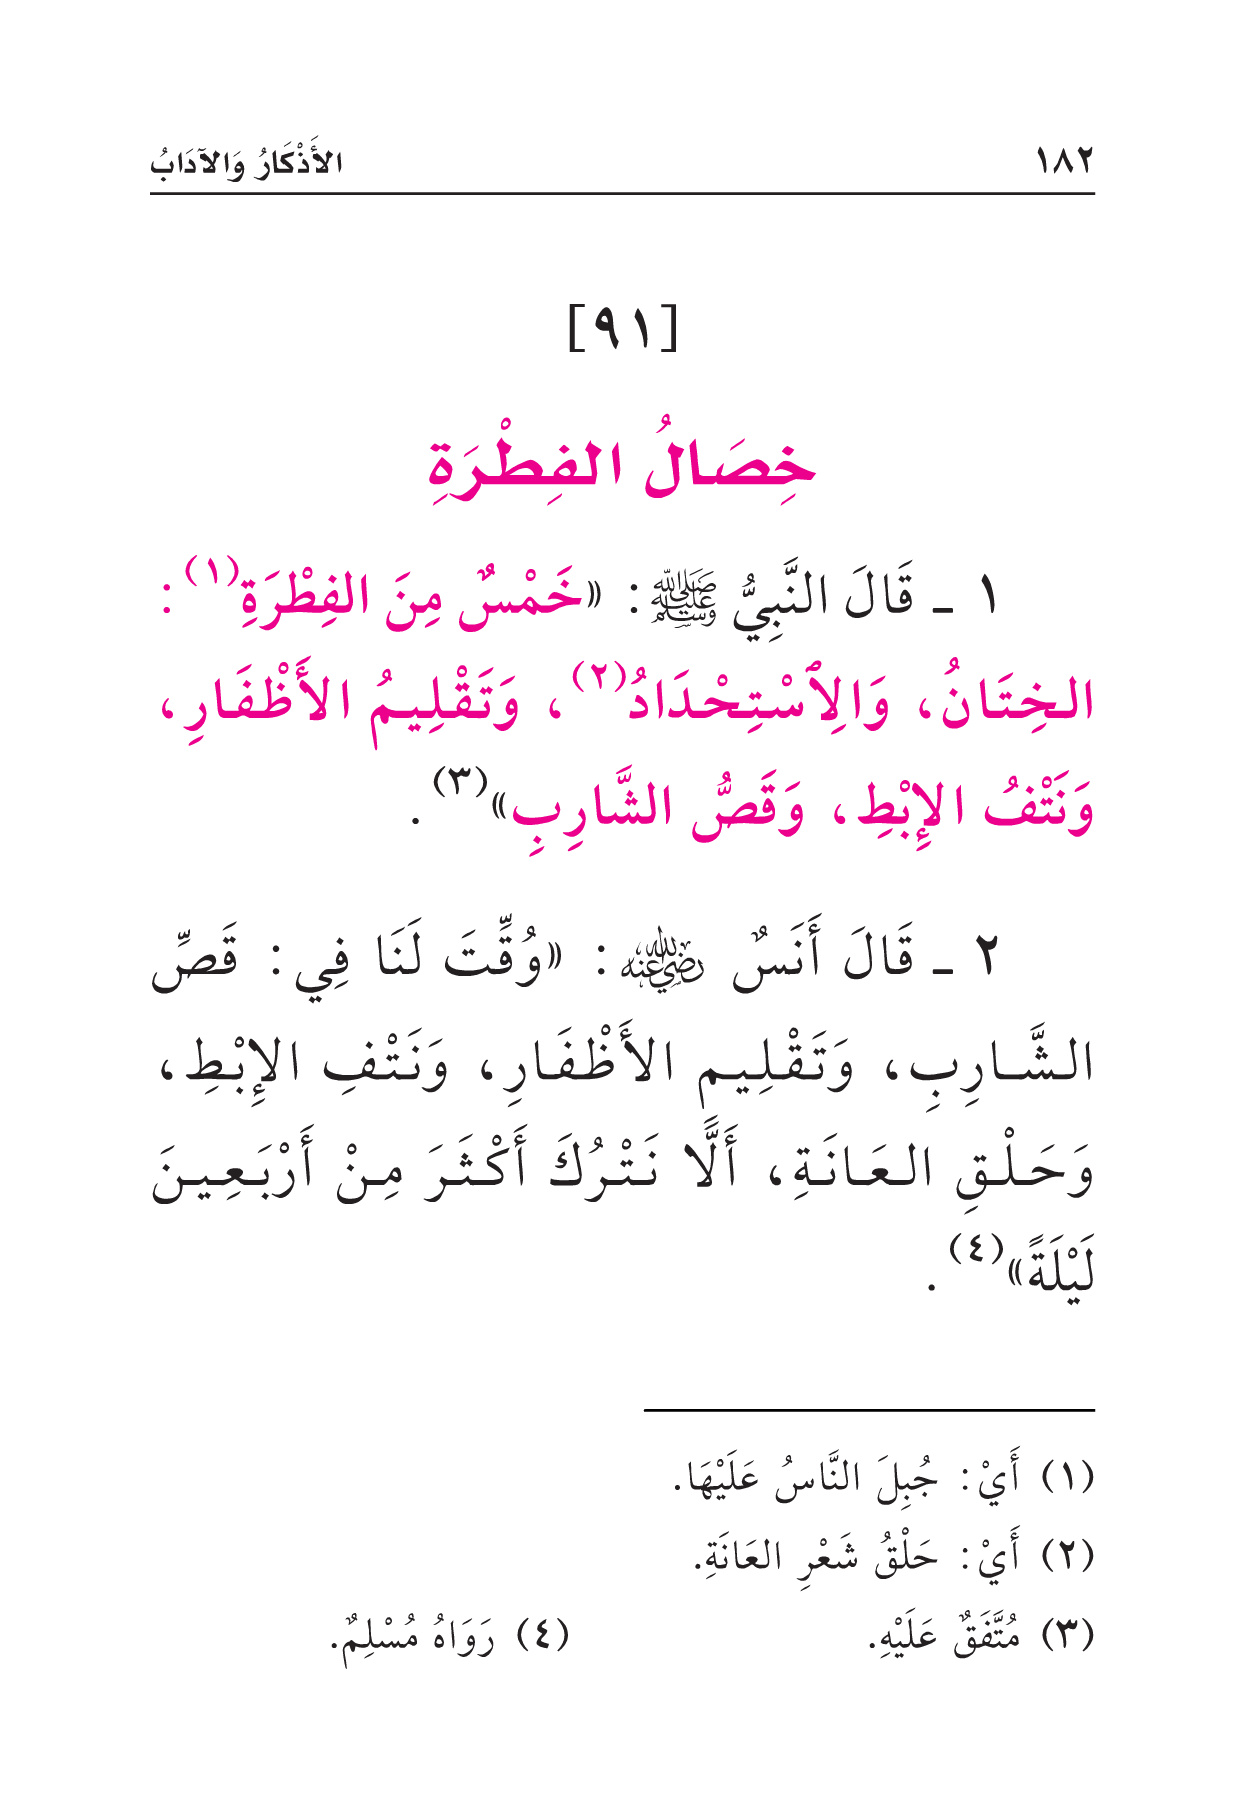 ١٨٢ الأَذْكَارُ وَالآدَابُ
[٩١]
خِصَالُ الفِطْرَةِ
١ ـ قَالَ النَّبِيُّ ﷺ: «خَمْسٌ مِنَ الفِطْرَةِ(١):
الخِتَانُ، وَالِٱسْتِحْدَادُ(٢)، وَتَقْلِيمُ الأَظْفَارِ،
وَنَتْفُ الإِبْطِ، وَقَصُّ الشَّارِبِ»(٣).
٢ ـ قَالَ أَنَسٌ رضي الله عنه: «وُقِّتَ لَنَا فِي: قَصِّ
الشَّارِبِ، وَتَقْلِيمِ الأَظْفَارِ، وَنَتْفِ الإِبْطِ،
وَحَلْقِ العَانَةِ، أَلَّا نَتْرُكَ أَكْثَرَ مِنْ أَرْبَعِينَ
لَيْلَةً»(٤).
(١) أَيْ: جُبِلَ النَّاسُ عَلَيْهَا.
(٢) أَيْ: حَلْقُ شَعْرِ العَانَةِ.
(٣) مُتَّفَقٌ عَلَيْهِ. (٤) رَوَاهُ مُسْلِمٌ.